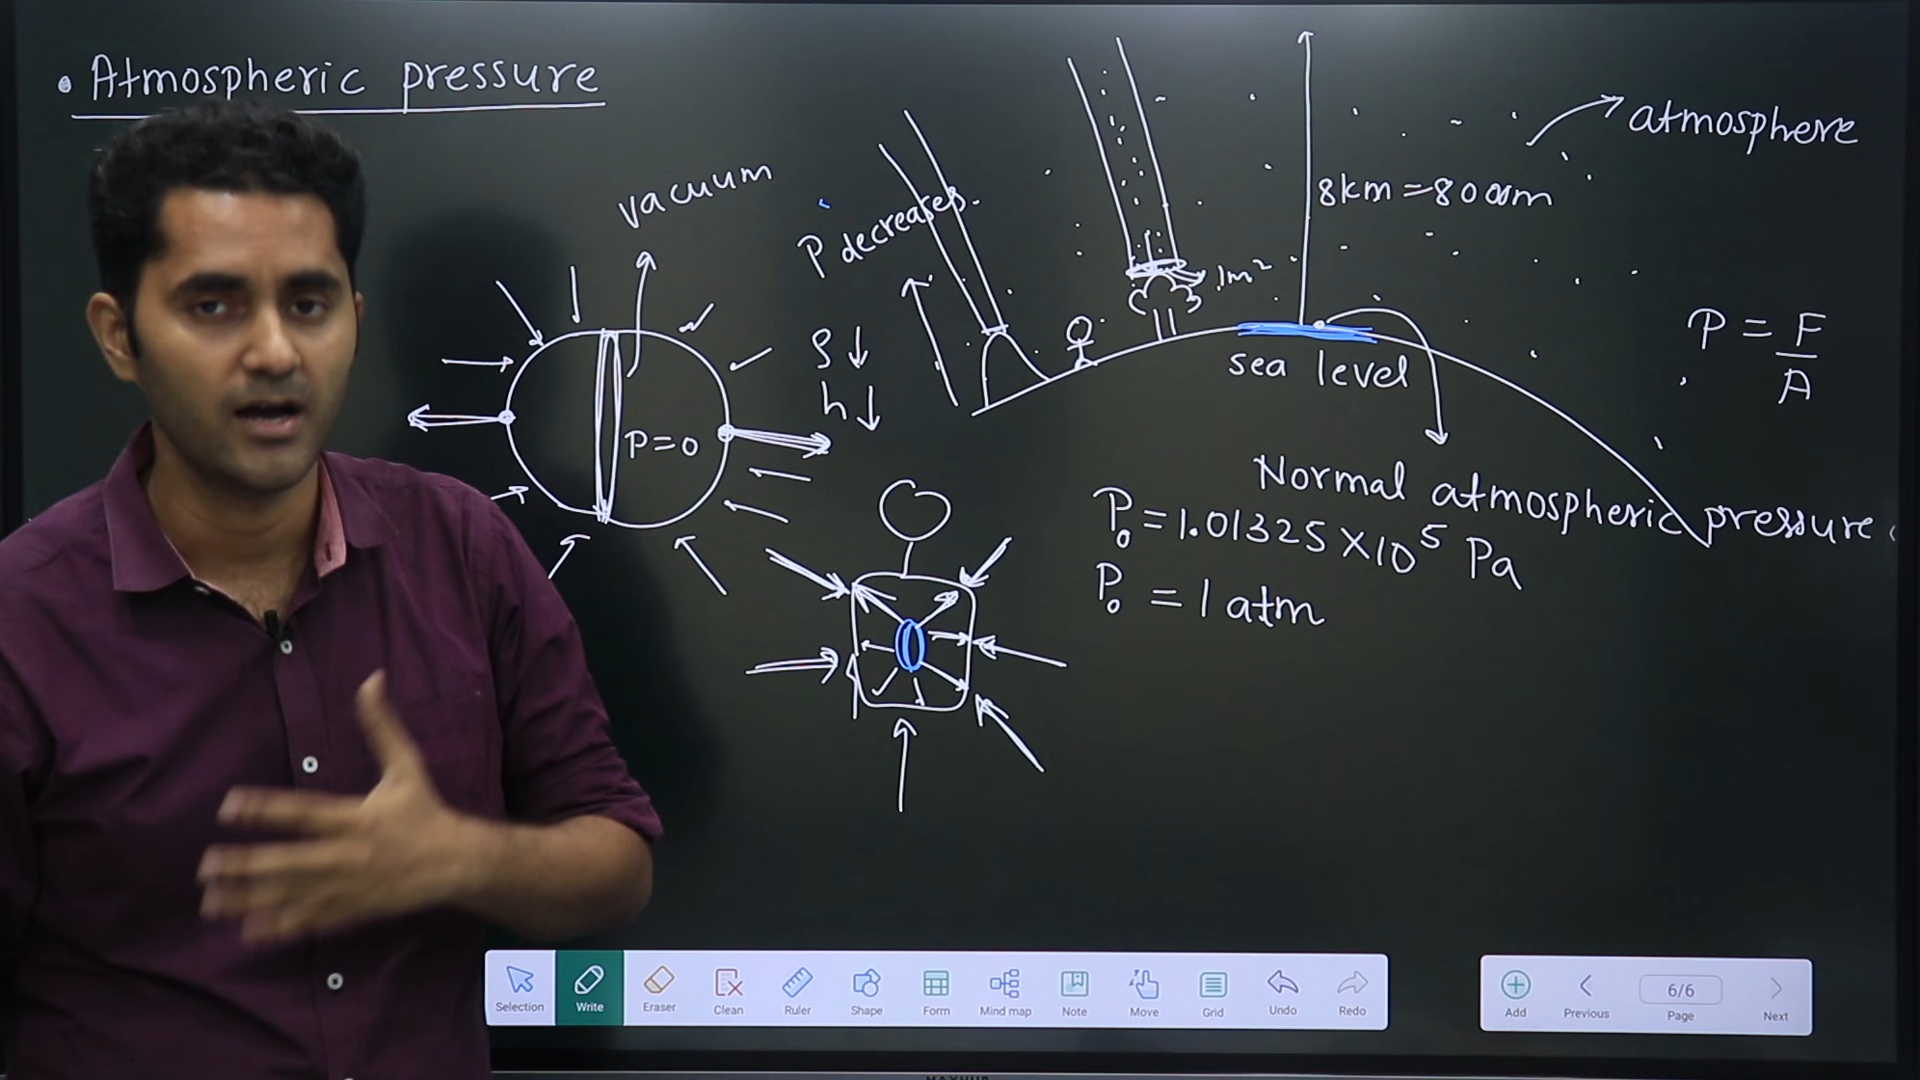 • Atmospheric pressure
vacuum
P decreases.
ρ↓
h↓
P=0
1m²
8km = 8000m
atmosphere
sea level
P = F
A
Normal atmospheric pressure.
P₀ = 1.01325 × 10⁵ Pa
P₀ = 1 atm
Selection
Write
Eraser
Clean
Ruler
Shape
Form
Mind map
Note
Move
Grid
Undo
Redo
Add
Previous
6/6
Page
Next